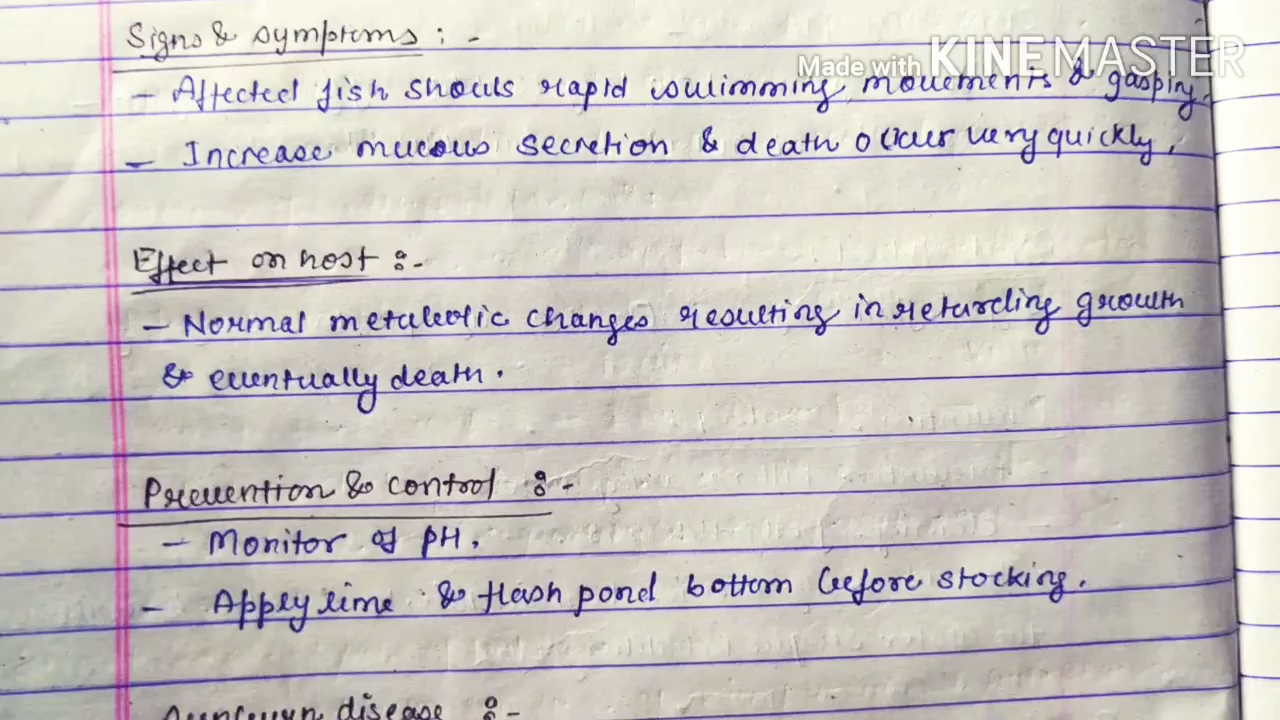 Signs & symptoms : -
Made with KINEMASTER
- Affected fish shows rapid swimming movements & gasping.
- Increase mucous secretion & death occur very quickly.
Effect on host :-
- Normal metabolic changes resulting in retarding growth
& eventually death.
Prevention & control :-
- Monitor of pH.
- Apply lime & flash pond bottom before stocking.
disease :-